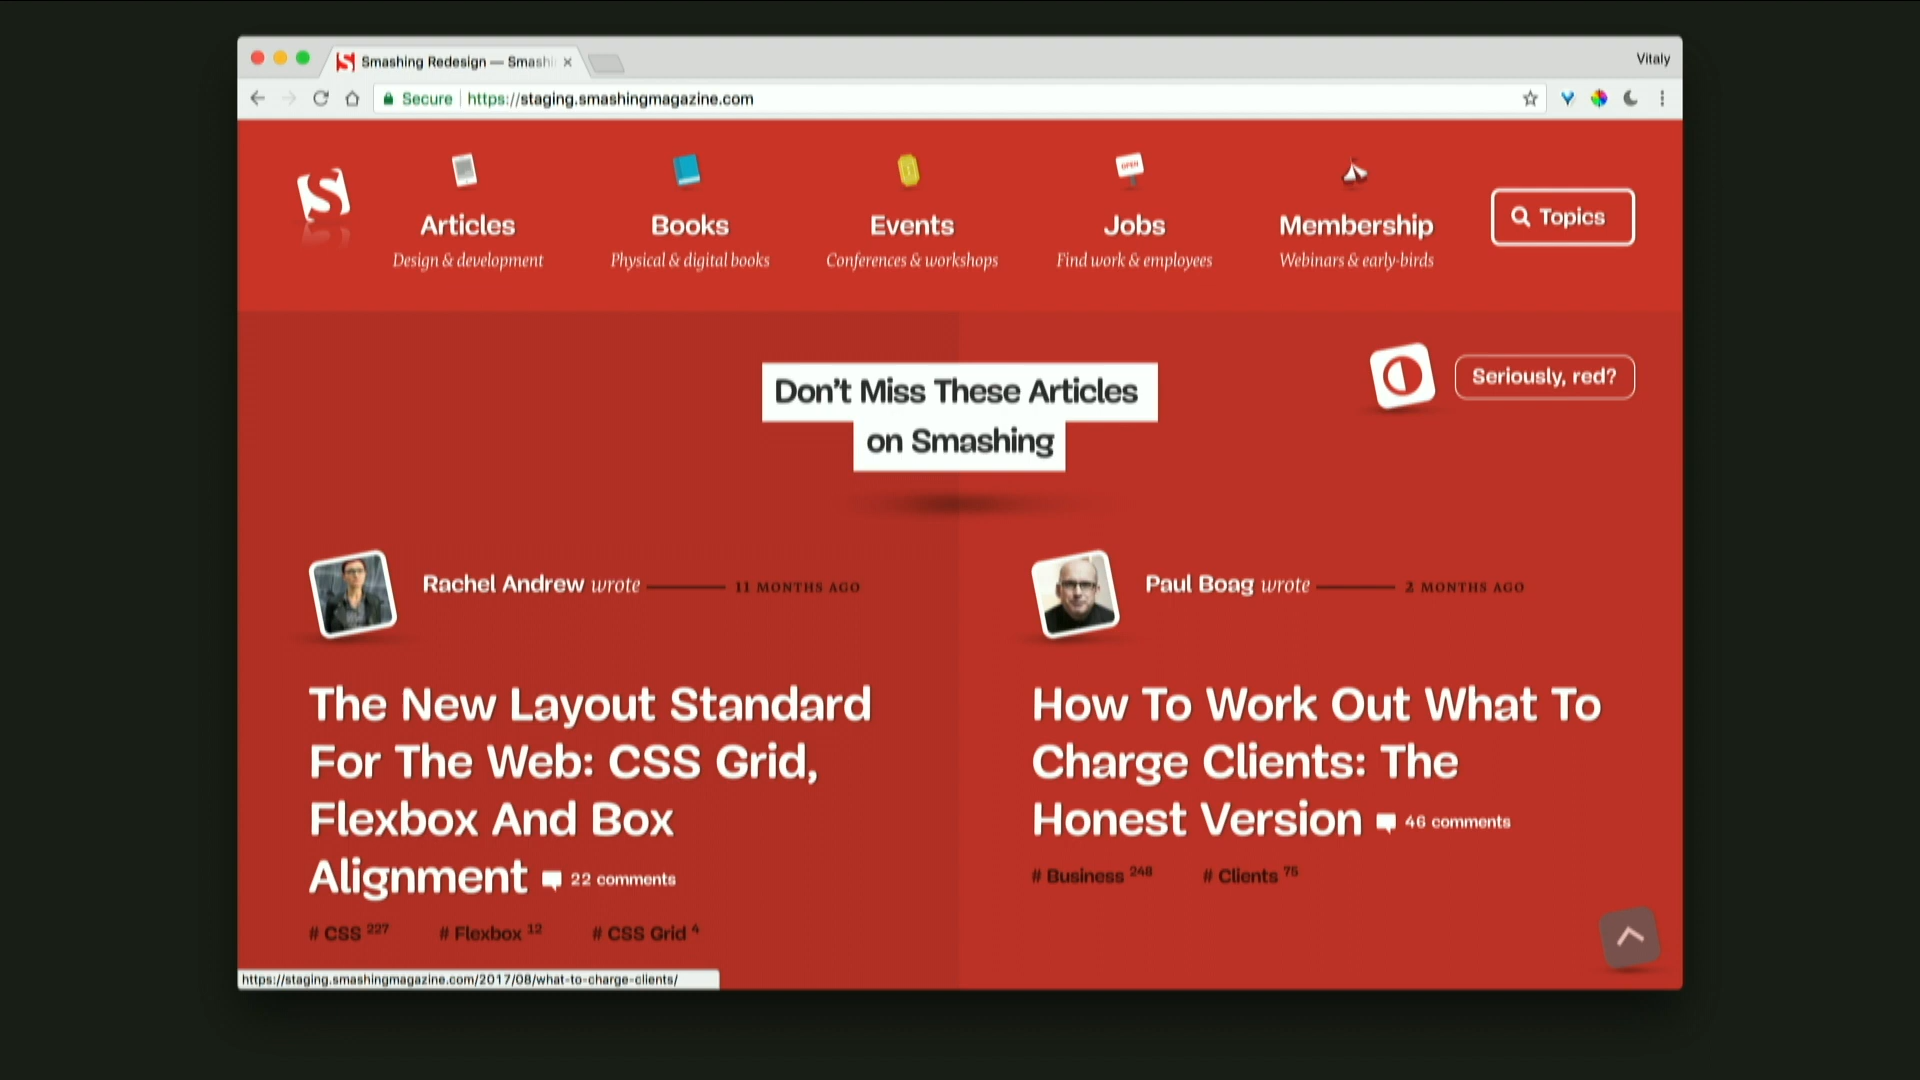 Smashing Redesign — Smashi
Vitaly
Secure
https://staging.smashingmagazine.com
OPEN
Articles
Design & development
Books
Physical & digital books
Events
Conferences & workshops
Jobs
Find work & employees
Membership
Webinars & early-birds
Topics
Don't Miss These Articles
on Smashing
Seriously, red?
Rachel Andrew wrote
11 MONTHS AGO
The New Layout Standard
For The Web: CSS Grid,
Flexbox And Box
Alignment
22 comments
# CSS 227 # Flexbox 12 # CSS Grid 4
Paul Boag wrote
2 MONTHS AGO
How To Work Out What To
Charge Clients: The
Honest Version
46 comments
# Business 248 # Clients 75
https://staging.smashingmagazine.com/2017/08/what-to-charge-clients/